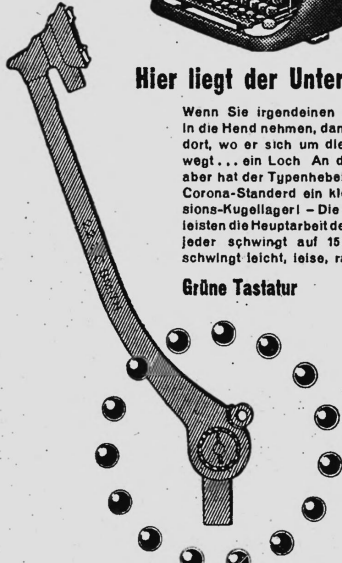 Hier liegt der Unter
Wenn Sie irgendeinen
in die Hend nehmen, dan
dort, wo er sich um die
wegt... ein Loch An d
aber hat der Typenhebe
Corona-Standerd ein kl
sions-Kugellager! – Die
leisten die Heuptarbeit de
jeder schwingt auf 15
schwingt leicht, leise, ra
Grüne Tastatur